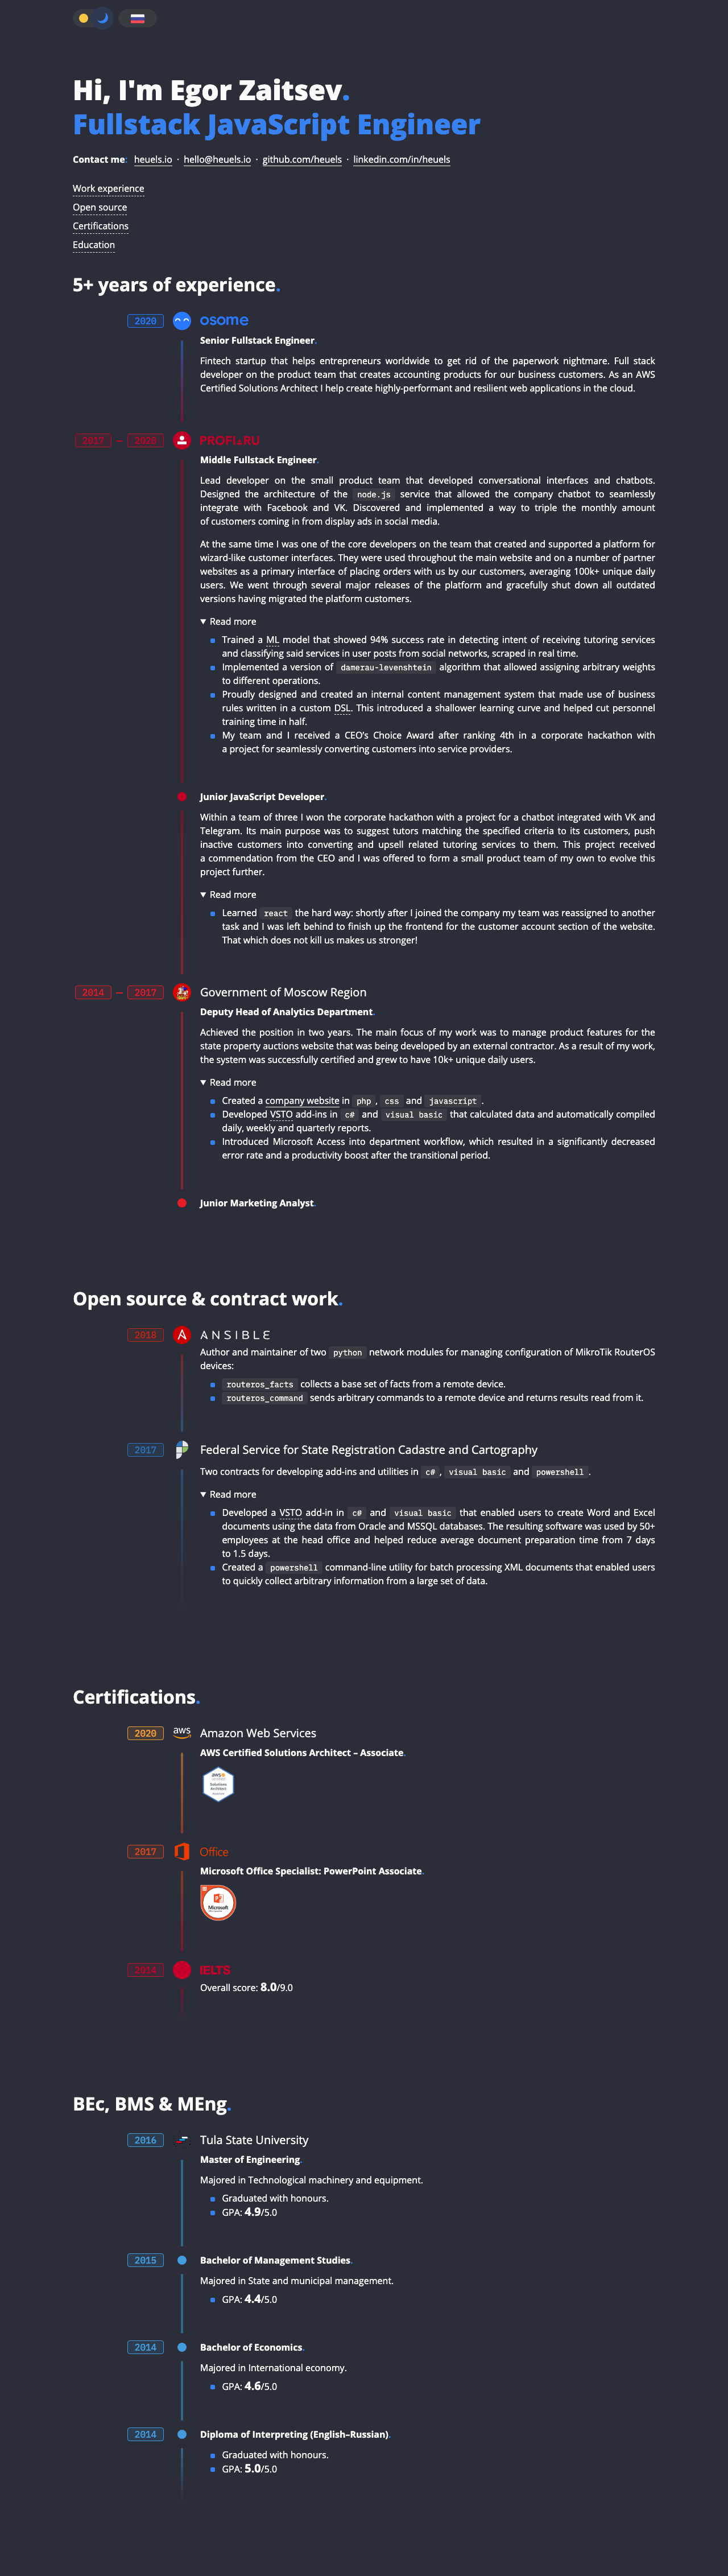 Hi, I'm Egor Zaitsev.
Fullstack JavaScript Engineer
Contact me: heuels.io · hello@heuels.io · github.com/heuels · linkedin.com/in/heuels
Work experience
Open source
Certifications
Education
5+ years of experience.
2020 osome
Senior Fullstack Engineer.
Fintech startup that helps entrepreneurs worldwide to get rid of the paperwork nightmare. Full stack
developer on the product team that creates accounting products for our business customers. As an AWS
Certified Solutions Architect I help create highly-performant and resilient web applications in the cloud.
2017 — 2020 PROFI.RU
Middle Fullstack Engineer.
Lead developer on the small product team that developed conversational interfaces and chatbots.
Designed the architecture of the node.js service that allowed the company chatbot to seamlessly
integrate with Facebook and VK. Discovered and implemented a way to triple the monthly amount
of customers coming in from display ads in social media.
At the same time I was one of the core developers on the team that created and supported a platform for
wizard-like customer interfaces. They were used throughout the main website and on a number of partner
websites as a primary interface of placing orders with us by our customers, averaging 100k+ unique daily
users. We went through several major releases of the platform and gracefully shut down all outdated
versions having migrated the platform customers.
▼ Read more
Trained a ML model that showed 94% success rate in detecting intent of receiving tutoring services
and classifying said services in user posts from social networks, scraped in real time.
Implemented a version of damerau-levenshtein algorithm that allowed assigning arbitrary weights
to different operations.
Proudly designed and created an internal content management system that made use of business
rules written in a custom DSL. This introduced a shallower learning curve and helped cut personnel
training time in half.
My team and I received a CEO's Choice Award after ranking 4th in a corporate hackathon with
a project for seamlessly converting customers into service providers.
Junior JavaScript Developer.
Within a team of three I won the corporate hackathon with a project for a chatbot integrated with VK and
Telegram. Its main purpose was to suggest tutors matching the specified criteria to its customers, push
inactive customers into converting and upsell related tutoring services to them. This project received
a commendation from the CEO and I was offered to form a small product team of my own to evolve this
project further.
▼ Read more
Learned react the hard way: shortly after I joined the company my team was reassigned to another
task and I was left behind to finish up the frontend for the customer account section of the website.
That which does not kill us makes us stronger!
2014 — 2017 Government of Moscow Region
Deputy Head of Analytics Department.
Achieved the position in two years. The main focus of my work was to manage product features for the
state property auctions website that was being developed by an external contractor. As a result of my work,
the system was successfully certified and grew to have 10k+ unique daily users.
▼ Read more
Created a company website in php, css and javascript.
Developed VSTO add-ins in c# and visual basic that calculated data and automatically compiled
daily, weekly and quarterly reports.
Introduced Microsoft Access into department workflow, which resulted in a significantly decreased
error rate and a productivity boost after the transitional period.
Junior Marketing Analyst.
Open source & contract work.
2018 ANSIBLE
Author and maintainer of two python network modules for managing configuration of MikroTik RouterOS
devices:
routeros_facts collects a base set of facts from a remote device.
routeros_command sends arbitrary commands to a remote device and returns results read from it.
2017 Federal Service for State Registration Cadastre and Cartography
Two contracts for developing add-ins and utilities in c#, visual basic and powershell.
▼ Read more
Developed a VSTO add-in in c# and visual basic that enabled users to create Word and Excel
documents using the data from Oracle and MSSQL databases. The resulting software was used by 50+
employees at the head office and helped reduce average document preparation time from 7 days
to 1.5 days.
Created a powershell command-line utility for batch processing XML documents that enabled users
to quickly collect arbitrary information from a large set of data.
Certifications.
2020 aws Amazon Web Services
AWS Certified Solutions Architect – Associate.
aws
Solutions
Architect
2017 Office
Microsoft Office Specialist: PowerPoint Associate.
Microsoft
2014 IELTS
Overall score: 8.0/9.0
BEc, BMS & MEng.
2016 Tula State University
Master of Engineering.
Majored in Technological machinery and equipment.
Graduated with honours.
GPA: 4.9/5.0
2015 Bachelor of Management Studies.
Majored in State and municipal management.
GPA: 4.4/5.0
2014 Bachelor of Economics.
Majored in International economy.
GPA: 4.6/5.0
2014 Diploma of Interpreting (English–Russian).
Graduated with honours.
GPA: 5.0/5.0